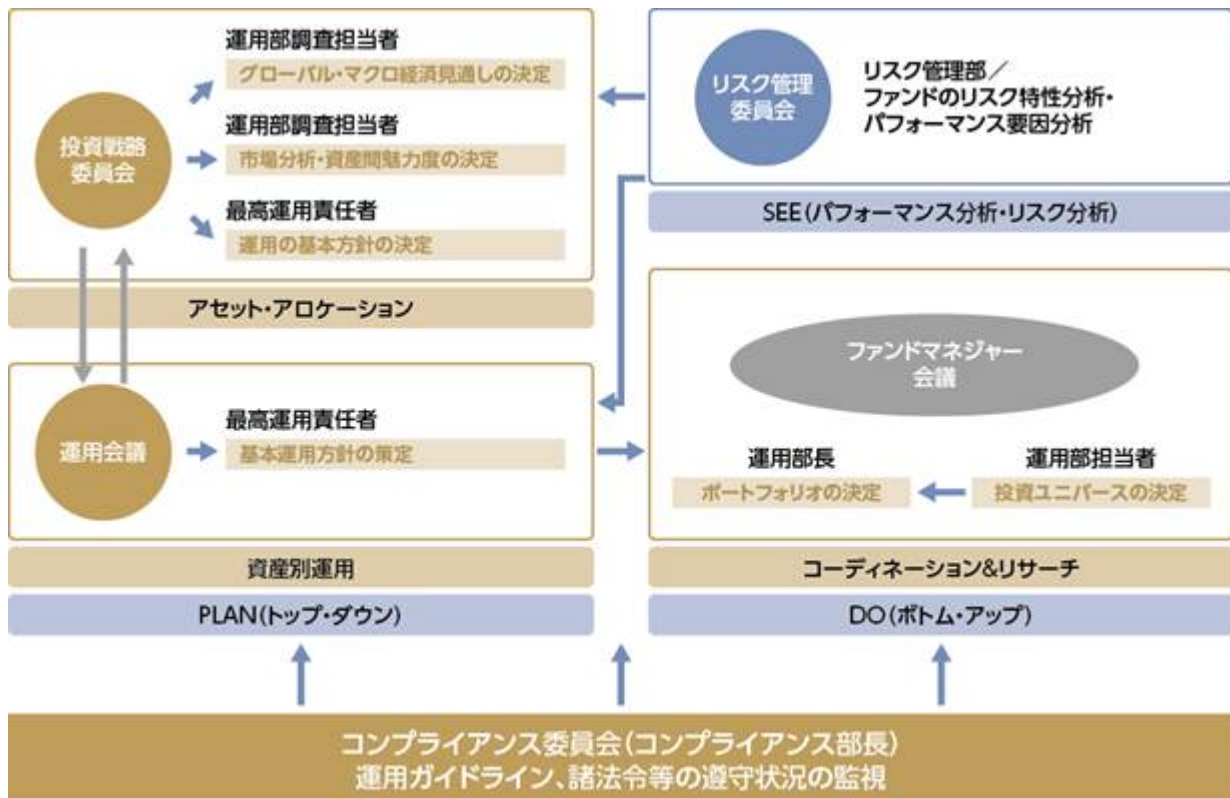 投資戦略
委員会
運用部調査担当者
グローバル・マクロ経済見通しの決定
運用部調査担当者
市場分析・資産間魅力度の決定
最高運用責任者
運用の基本方針の決定
アセット・アロケーション
運用会議
最高運用責任者
基本運用方針の策定
資産別運用
PLAN(トップ・ダウン)
リスク管理
委員会
リスク管理部／
ファンドのリスク特性分析・
パフォーマンス要因分析
SEE(パフォーマンス分析・リスク分析)
ファンドマネジャー
会議
運用部長
ポートフォリオの決定
運用部担当者
投資ユニバースの決定
コーディネーション&リサーチ
DO(ボトム・アップ)
コンプライアンス委員会(コンプライアンス部長)
運用ガイドライン、諸法令等の遵守状況の監視